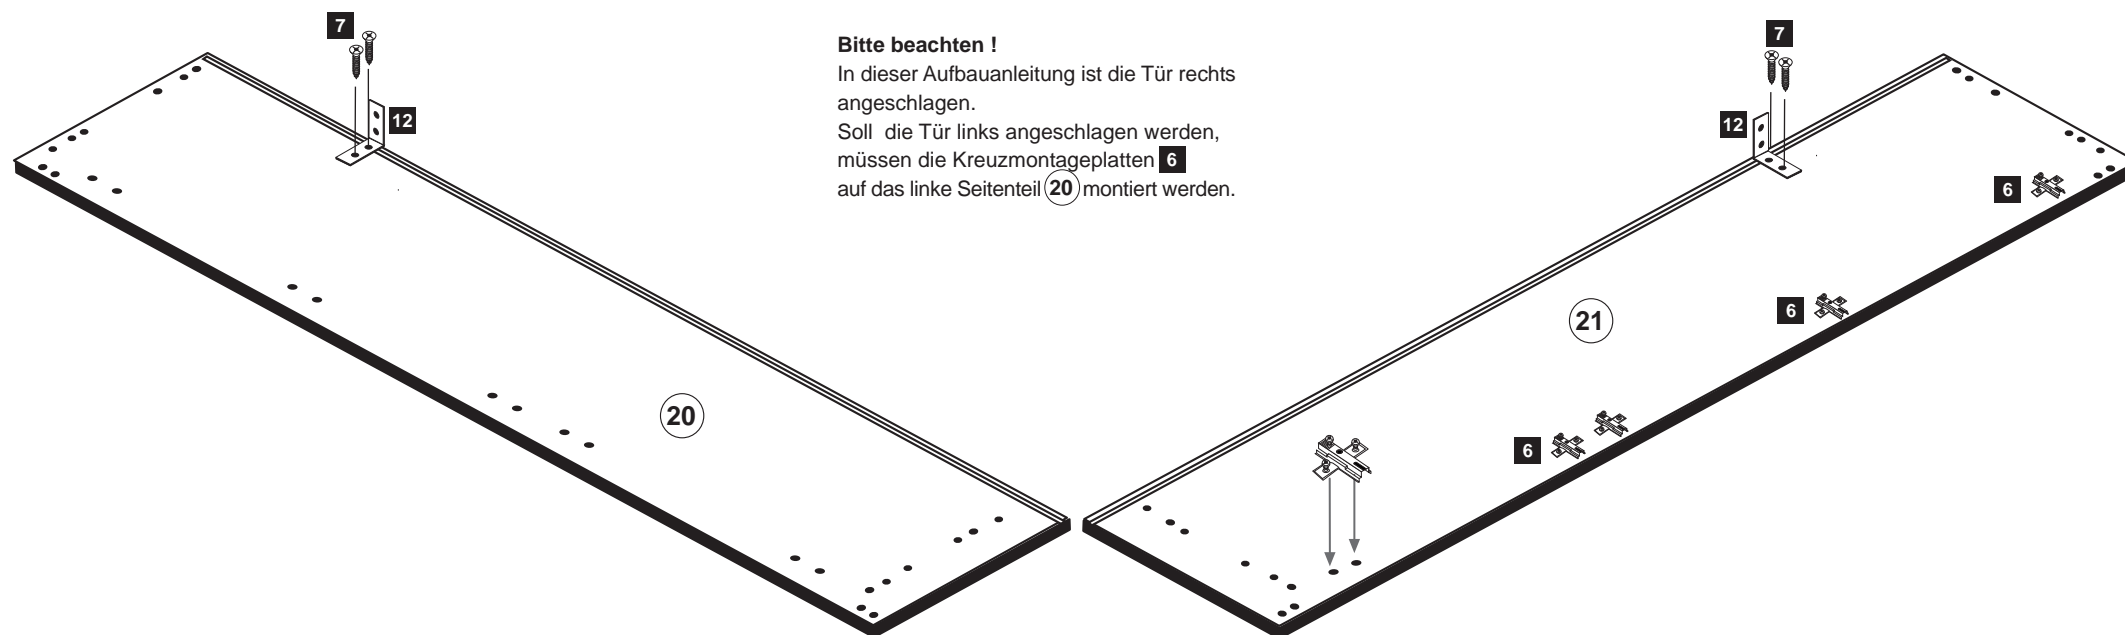 7
12
Bitte beachten !
In dieser Aufbauanleitung ist die Tür rechts
angeschlagen.
Soll die Tür links angeschlagen werden,
müssen die Kreuzmontageplatten 6
auf das linke Seitenteil 20 montiert werden.
7
12
6
6
21
20
6